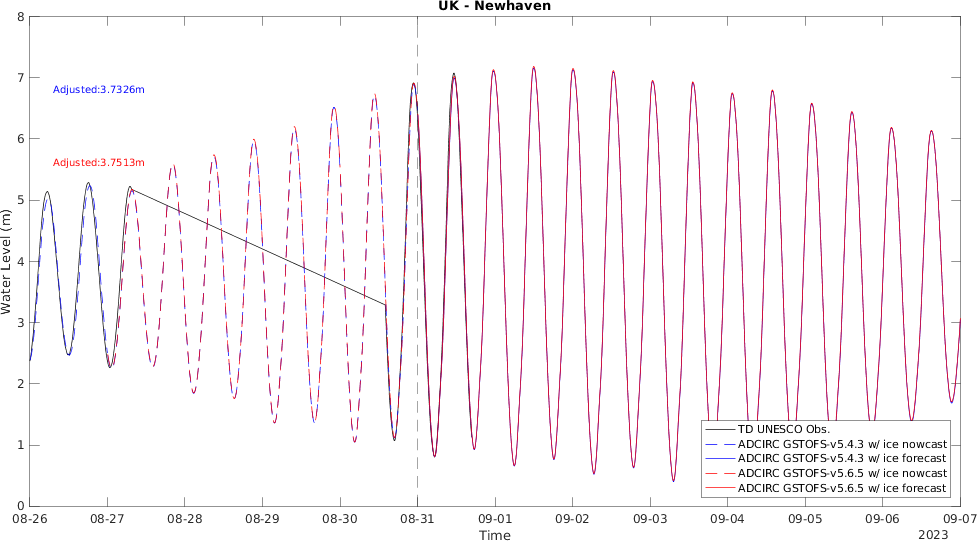 UK - Newhaven
8
7
6
5
4
3
2
1
0
Water Level (m)
Adjusted:3.7326m
Adjusted:3.7513m
TD UNESCO Obs.
ADCIRC GSTOFS-v5.4.3 w/ ice nowcast
ADCIRC GSTOFS-v5.4.3 w/ ice forecast
ADCIRC GSTOFS-v5.6.5 w/ ice nowcast
ADCIRC GSTOFS-v5.6.5 w/ ice forecast
08-26 08-27 08-28 08-29 08-30 08-31 09-01 09-02 09-03 09-04 09-05 09-06 09-07
Time
2023